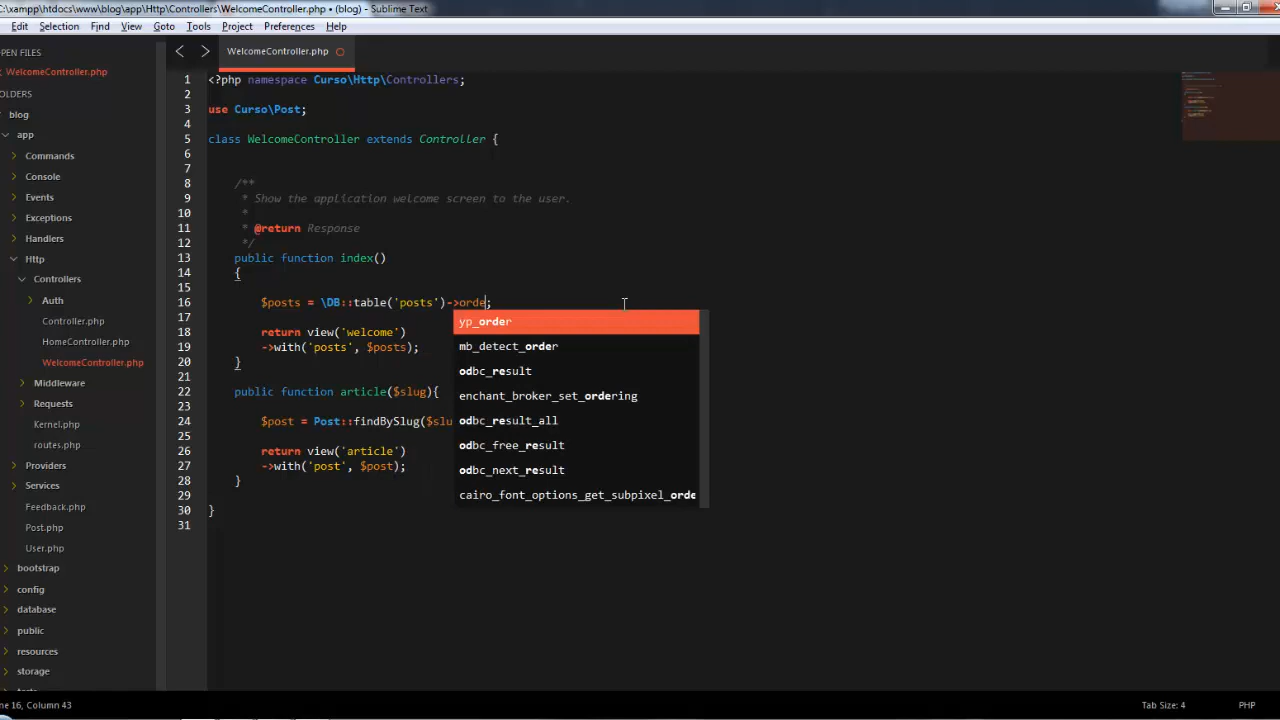 C:\xampp\htdocs\www\blog\app\Http\Controllers\WelcomeController.php • (blog) - Sublime Text
Edit Selection Find View Goto Tools Project Preferences Help
OPEN FILES
WelcomeController.php
FOLDERS
blog
app
Commands
Console
Events
Exceptions
Handlers
Http
Controllers
Auth
Controller.php
HomeController.php
WelcomeController.php
Middleware
Requests
Kernel.php
routes.php
Providers
Services
Feedback.php
Post.php
User.php
bootstrap
config
database
public
resources
storage
WelcomeController.php
1 <?php namespace Curso\Http\Controllers;
2
3 use Curso\Post;
4
5 class WelcomeController extends Controller {
6
7
8 /**
9 * Show the application welcome screen to the user.
10 *
11 * @return Response
12 */
13 public function index()
14 {
15
16 $posts = \DB::table('posts')->orde;
17
18 return view('welcome')
19 ->with('posts', $posts);
20 }
21
22 public function article($slug){
23
24 $post = Post::findBySlug($slu
25
26 return view('article')
27 ->with('post', $post);
28 }
29
30 }
31
yp_order
mb_detect_order
odbc_result
enchant_broker_set_ordering
odbc_result_all
odbc_free_result
odbc_next_result
cairo_font_options_get_subpixel_orde
ne 16, Column 43
Tab Size: 4
PHP